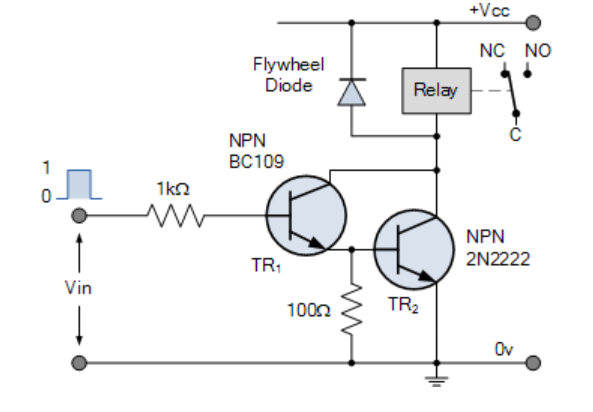 +Vcc
NC NO
Flywheel
Diode
Relay
C
NPN
BC109
1
0
1kΩ
NPN
2N2222
TR₁
Vin
100Ω
TR₂
0v